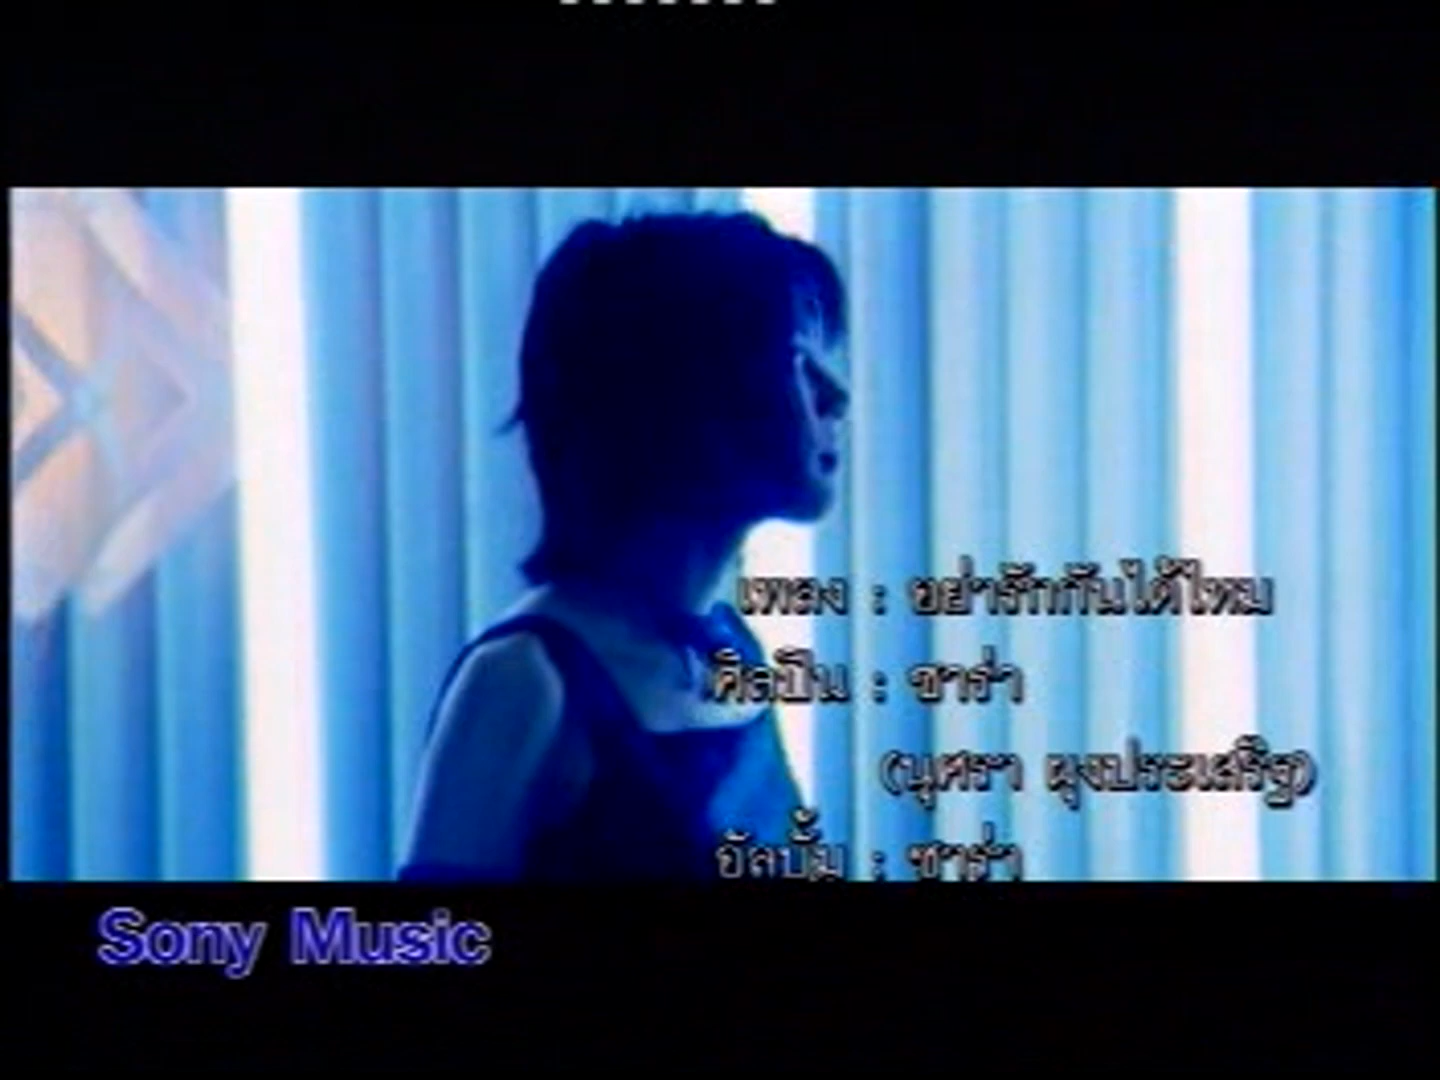 เพลง : อย่ารักกันได้ไหม
ศิลปิน : ซาร่า
(นุศรา ผุงประเสริฐ)
อัลบั้ม : ซาร่า
Sony Music